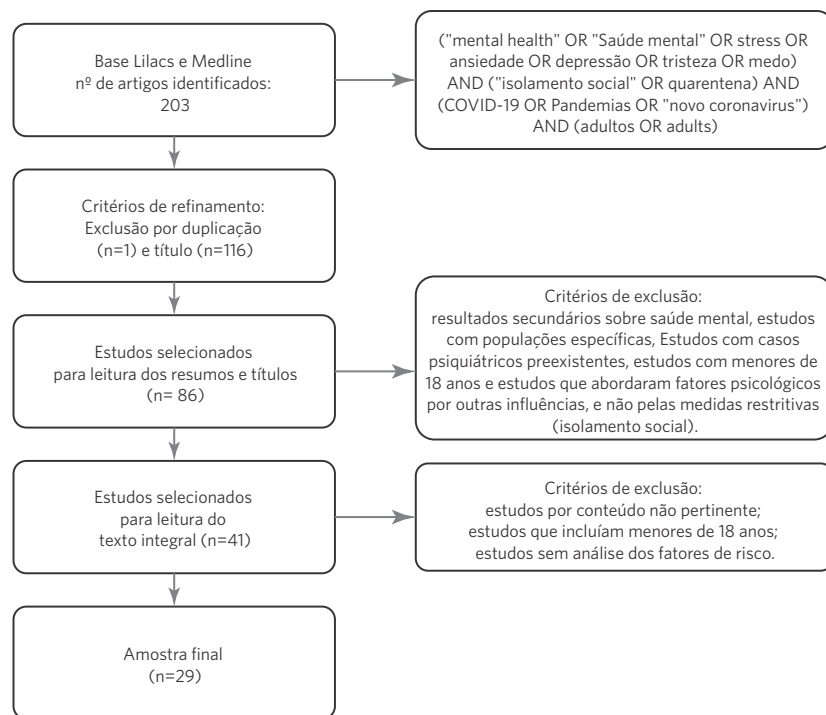 Base Lilacs e Medline
nº de artigos identificados:
203
("mental health" OR "Saúde mental" OR stress OR
ansiedade OR depressão OR tristeza OR medo)
AND ("isolamento social" OR quarentena) AND
(COVID-19 OR Pandemias OR "novo coronavirus")
AND (adultos OR adults)
Critérios de refinamento:
Exclusão por duplicação
(n=1) e título (n=116)
Estudos selecionados
para leitura dos resumos e títulos
(n= 86)
Critérios de exclusão:
resultados secundários sobre saúde mental, estudos
com populações específicas, Estudos com casos
psiquiátricos preexistentes, estudos com menores de
18 anos e estudos que abordaram fatores psicológicos
por outras influências, e não pelas medidas restritivas
(isolamento social).
Estudos selecionados
para leitura do
texto integral (n=41)
Critérios de exclusão:
estudos por conteúdo não pertinente;
estudos que incluíam menores de 18 anos;
estudos sem análise dos fatores de risco.
Amostra final
(n=29)